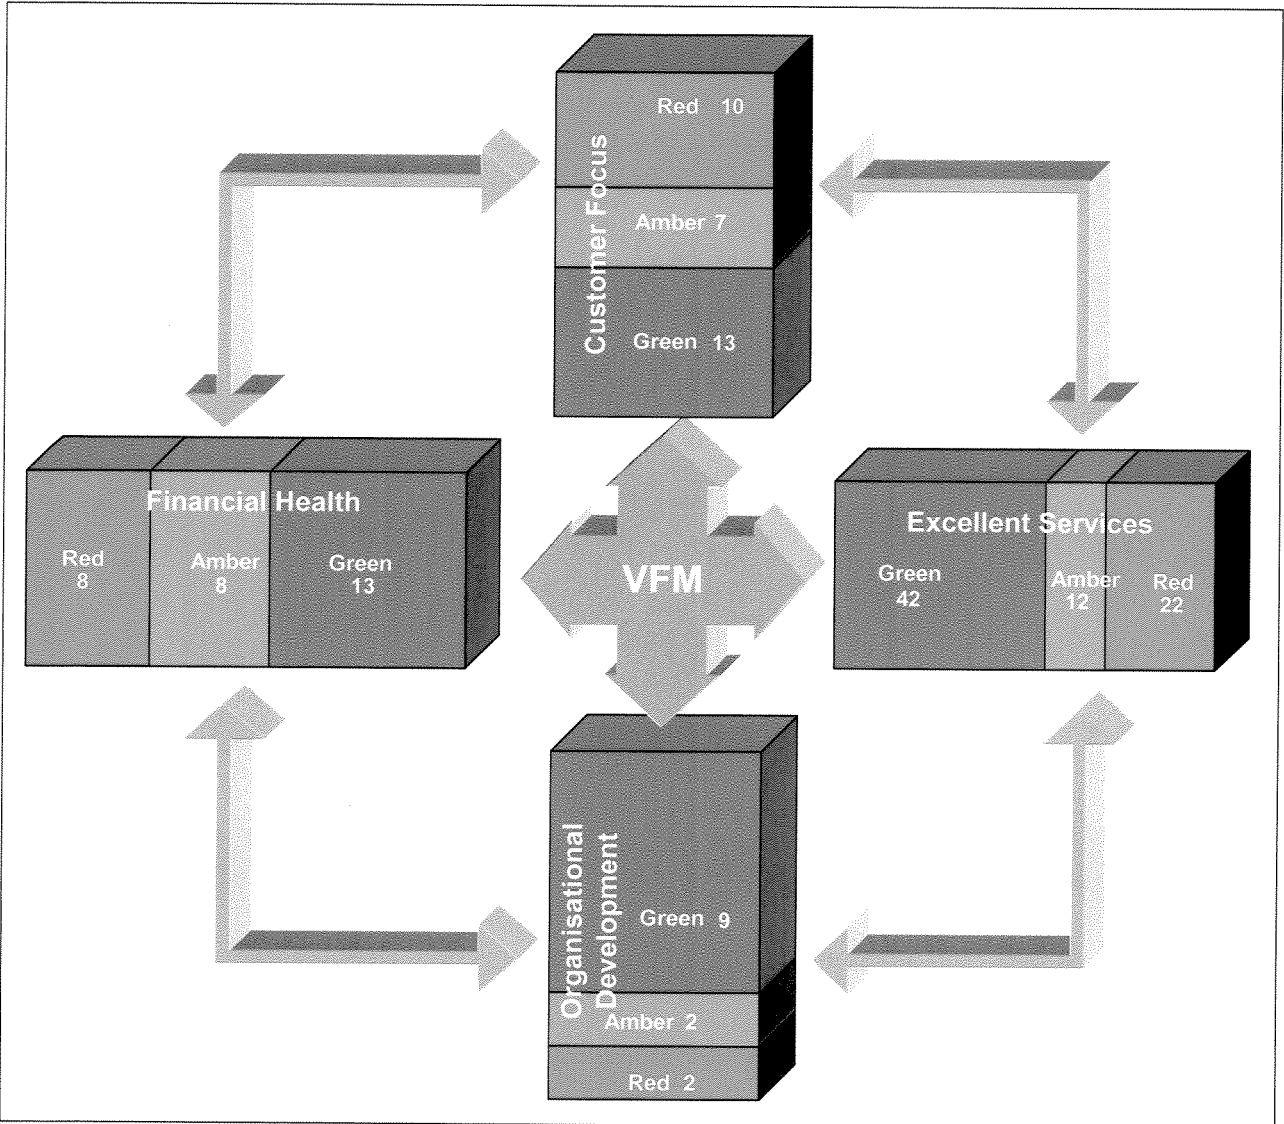 Customer Focus
Red 10
Amber 7
Green 13
Financial Health
Red
8
Amber
8
Green
13
VFM
Excellent Services
Green
42
Amber
12
Red
22
Organisational
Development
Green 9
Amber 2
Red 2